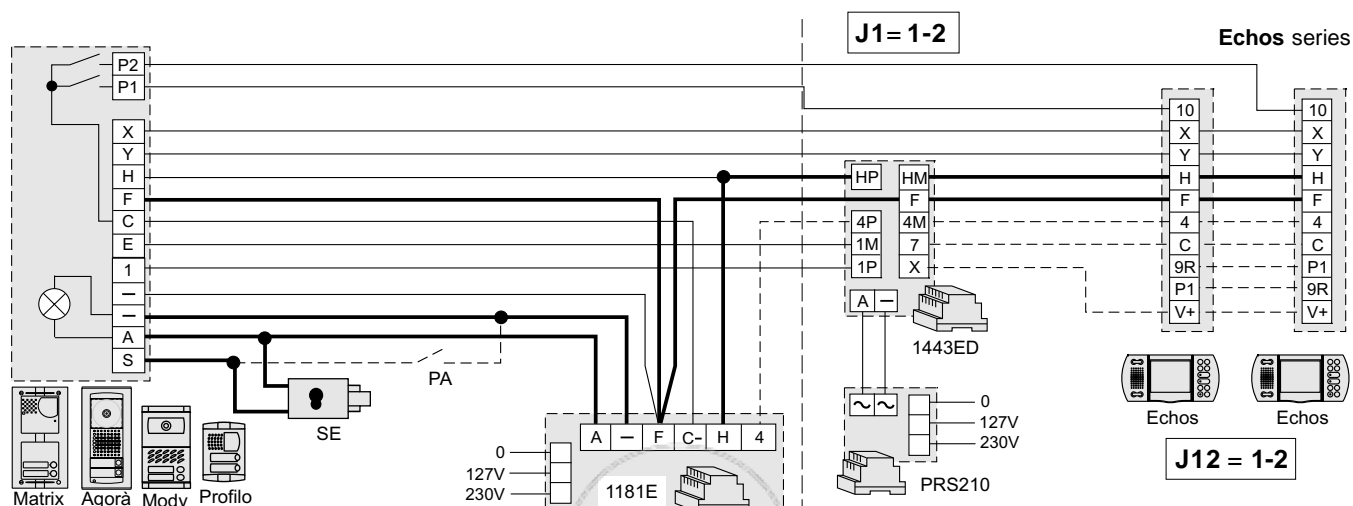 J1= 1-2
Echos series
P2
P1
X
Y
H
F
C
E
1
–
–
A
S
HP
4P
1M
1P
HM
F
4M
7
X
A –
1443ED
10
X
Y
H
F
4
C
9R
P1
V+
10
X
Y
H
F
4
C
P1
9R
V+
Echos
Echos
J12 = 1-2
PA
SE
A – F C– H 4
0
127V
230V
1181E
~ ~
0
127V
230V
PRS210
Matrix Agorà Mody Profilo